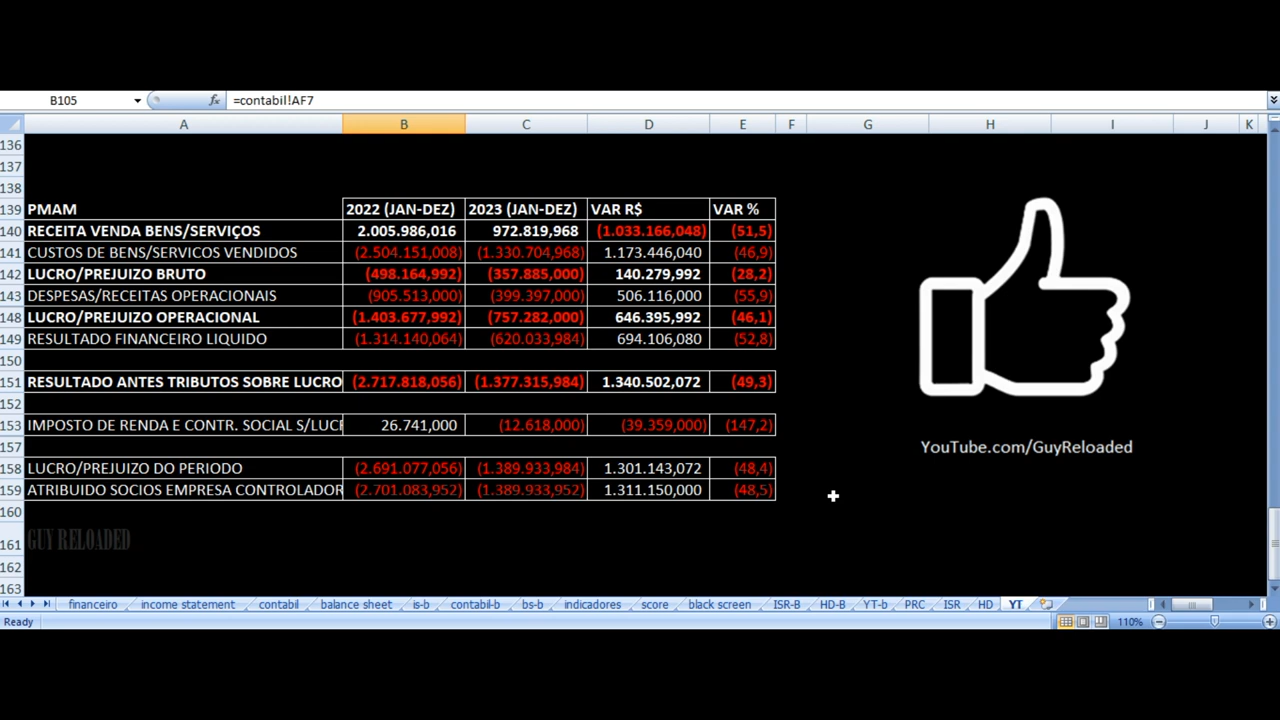 B105 =contabil!AF7
A B C D E F G H I J K
136
137
138
139 PMAM 2022 (JAN-DEZ) 2023 (JAN-DEZ) VAR R$ VAR %
140 RECEITA VENDA BENS/SERVIÇOS 2.005.986,016 972.819,968 (1.033.166,048) (51,5)
141 CUSTOS DE BENS/SERVICOS VENDIDOS (2.504.151,008) (1.330.704,968) 1.173.446,040 (46,9)
142 LUCRO/PREJUIZO BRUTO (498.164,992) (357.885,000) 140.279,992 (28,2)
143 DESPESAS/RECEITAS OPERACIONAIS (905.513,000) (399.397,000) 506.116,000 (55,9)
148 LUCRO/PREJUIZO OPERACIONAL (1.403.677,992) (757.282,000) 646.395,992 (46,1)
149 RESULTADO FINANCEIRO LIQUIDO (1.314.140,064) (620.033,984) 694.106,080 (52,8)
150
151 RESULTADO ANTES TRIBUTOS SOBRE LUCRO (2.717.818,056) (1.377.315,984) 1.340.502,072 (49,3)
152
153 IMPOSTO DE RENDA E CONTR. SOCIAL S/LUCR 26.741,000 (12.618,000) (39.359,000) (147,2)
157
YouTube.com/GuyReloaded
158 LUCRO/PREJUIZO DO PERIODO (2.691.077,056) (1.389.933,984) 1.301.143,072 (48,4)
159 ATRIBUIDO SOCIOS EMPRESA CONTROLADOR (2.701.083,952) (1.389.933,952) 1.311.150,000 (48,5)
160
161 GUY RELOADED
162
163
financeiro income statement contabil balance sheet is-b contabil-b bs-b indicadores score black screen ISR-B HD-B YT-b PRC ISR HD YT
Ready 110%